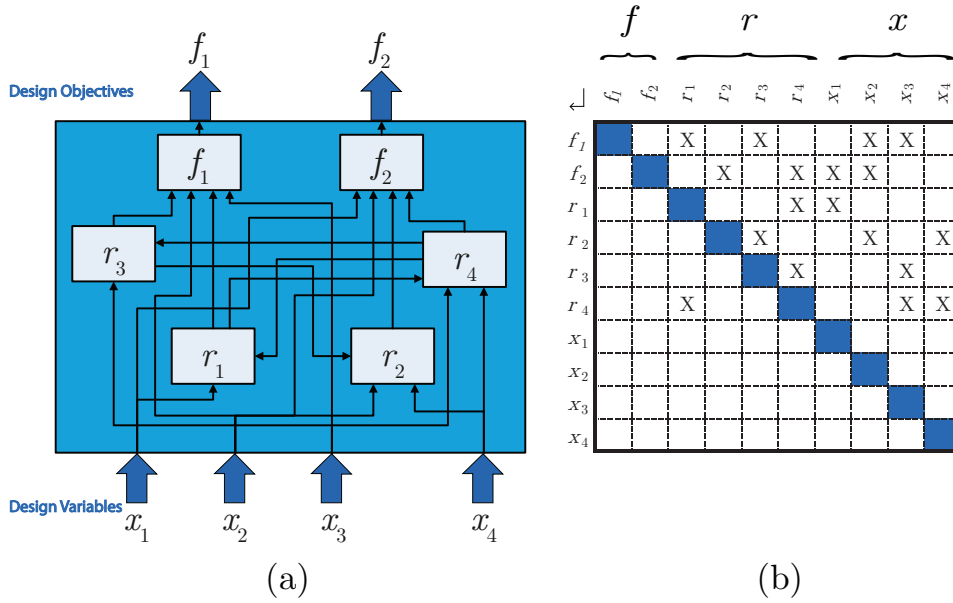 f₁ f₂
Design Objectives
f₁ f₂
r₃ r₄
r₁ r₂
Design Variables
x₁ x₂ x₃ x₄
(a)
f r x
f₁ f₂ r₁ r₂ r₃ r₄ x₁ x₂ x₃ x₄
f₁ X X X X
f₂ X X X X
r₁ X X
r₂ X X X
r₃ X X
r₄ X X X
x₁
x₂
x₃
x₄
(b)